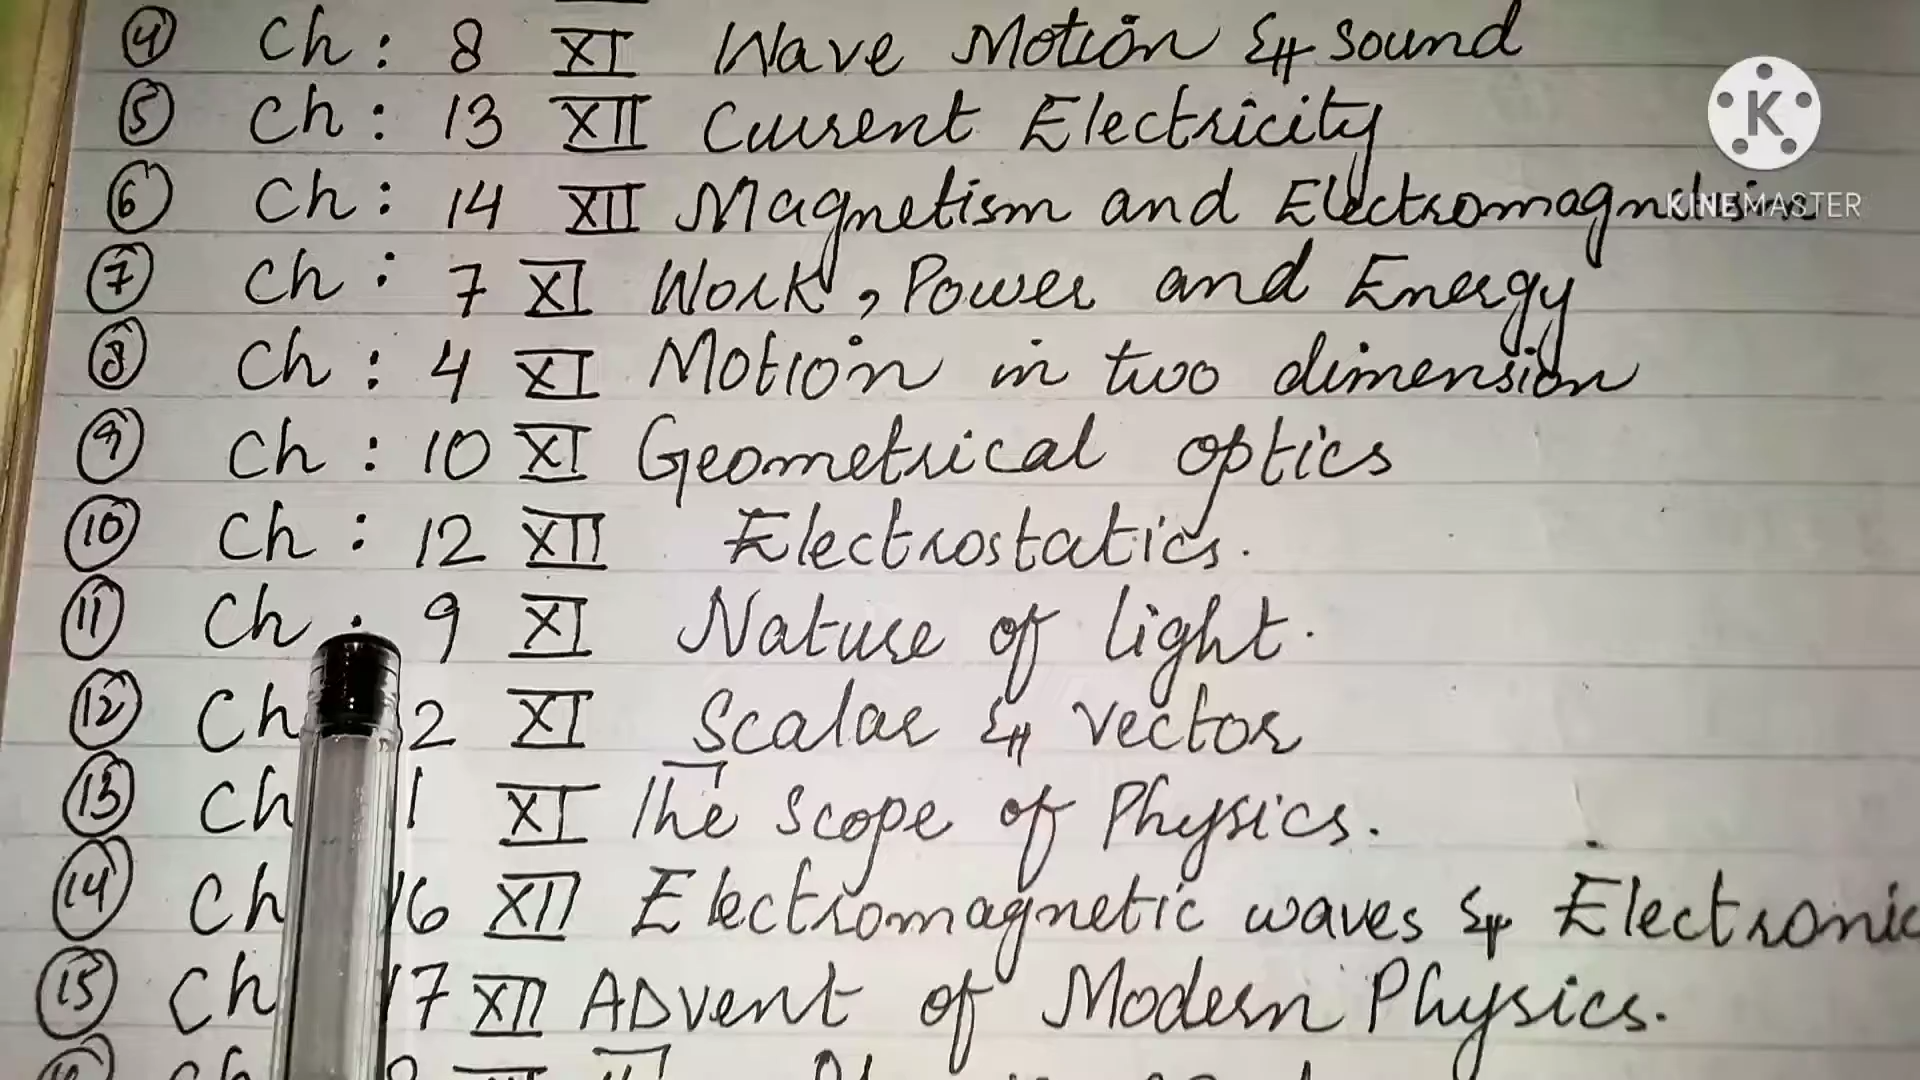 ④ Ch : 8 XI Wave Motion & Sound
⑤ Ch : 13 XII Current Electricity
⑥ Ch : 14 XII Magnetism and Electromagnetism
⑦ Ch : 7 XI Work, Power and Energy
⑧ Ch : 4 XI Motion in two dimension
⑨ Ch : 10 XI Geometrical optics
⑩ Ch : 12 XII Electrostatics.
⑪ Ch : 9 XI Nature of light.
⑫ Ch 2 XI Scalar & vector
⑬ Ch 1 XI The Scope of Physics.
⑭ Ch 16 XII Electromagnetic waves & Electronic
⑮ Ch 17 XII ADvent of Modern Physics.
K
KINEMASTER